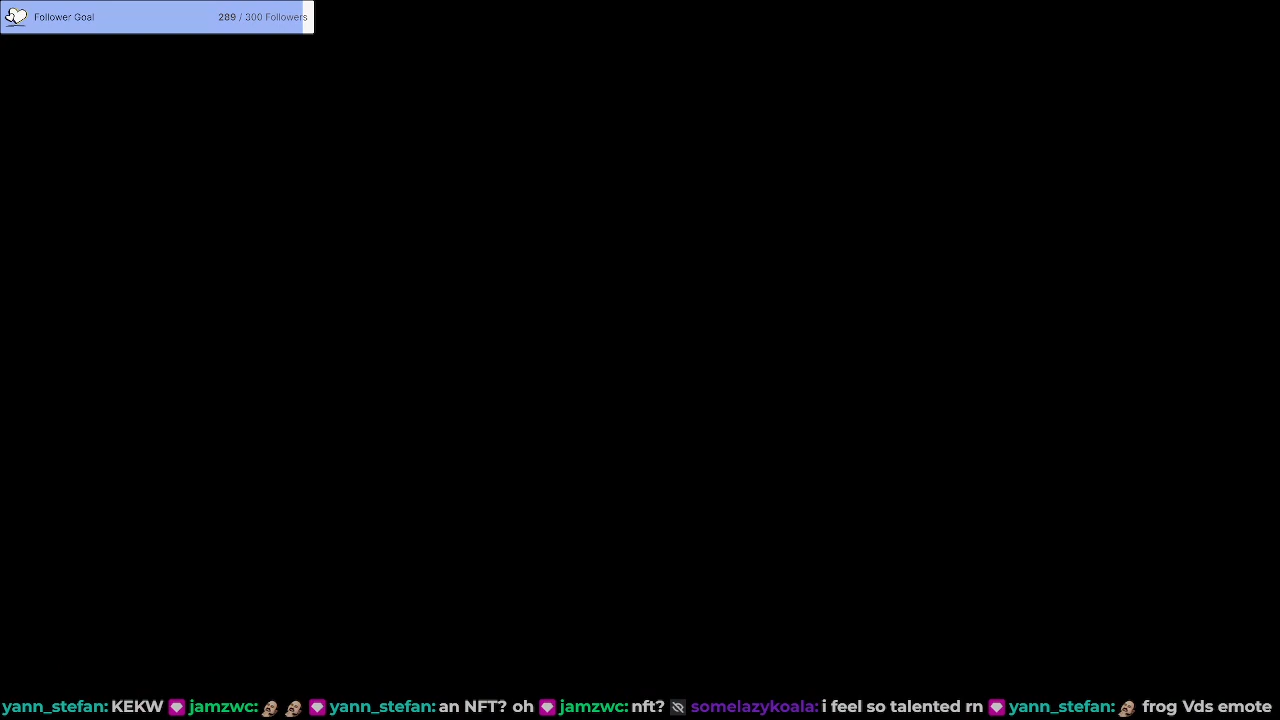 Follower Goal 289 / 300 Followers
yann_stefan: KEKW jamzwc: yann_stefan: an NFT? oh jamzwc: nft? somelazykoala: i feel so talented rn yann_stefan: frog Vds emote